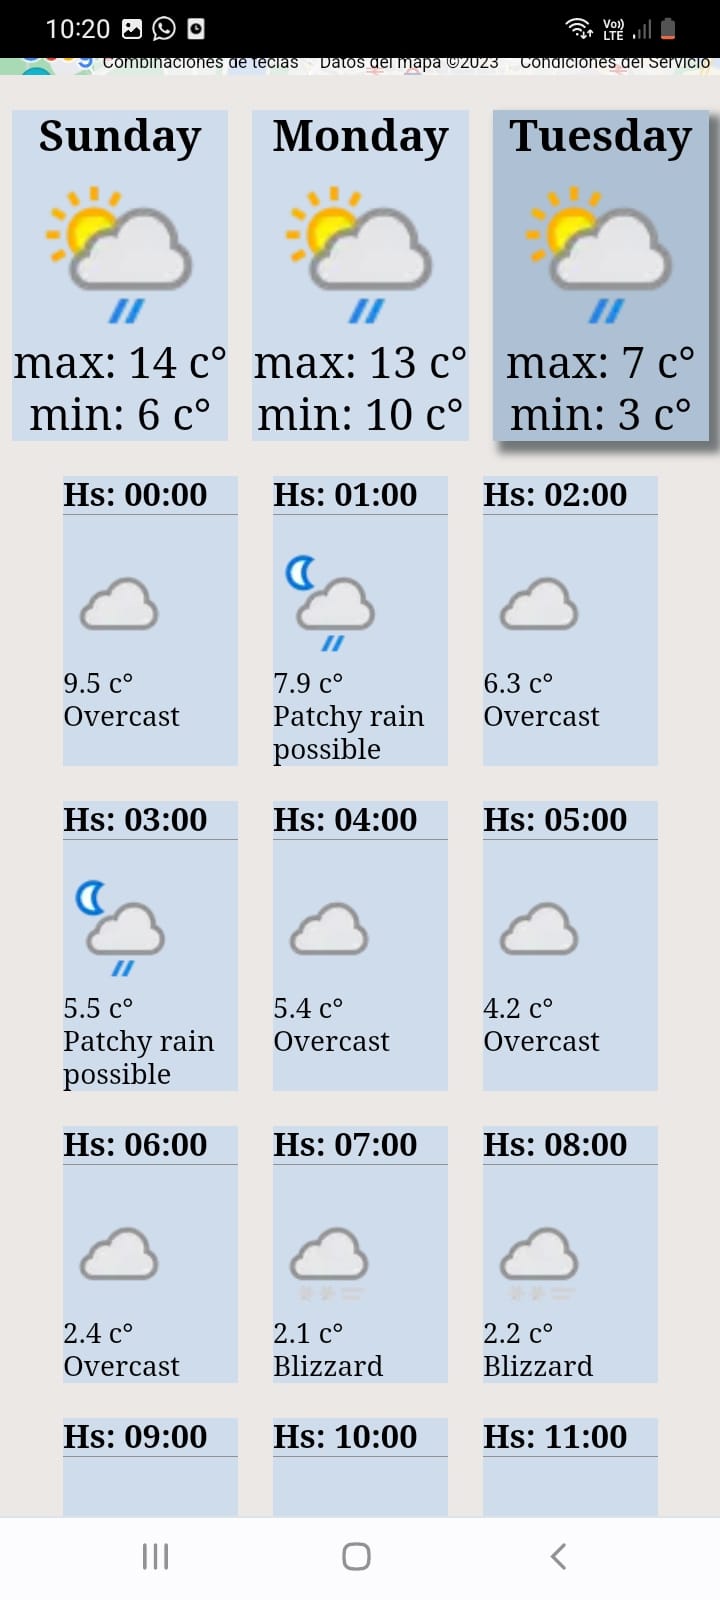 10:20
Vo))
LTE
Combinaciones de teclas Datos del mapa ©2023 Condiciones del Servicio
Sunday Monday Tuesday
max: 14 c° max: 13 c° max: 7 c°
min: 6 c° min: 10 c° min: 3 c°
Hs: 00:00 Hs: 01:00 Hs: 02:00
9.5 c° 7.9 c° 6.3 c°
Overcast Patchy rain Overcast
possible
Hs: 03:00 Hs: 04:00 Hs: 05:00
5.5 c° 5.4 c° 4.2 c°
Patchy rain Overcast Overcast
possible
Hs: 06:00 Hs: 07:00 Hs: 08:00
2.4 c° 2.1 c° 2.2 c°
Overcast Blizzard Blizzard
Hs: 09:00 Hs: 10:00 Hs: 11:00